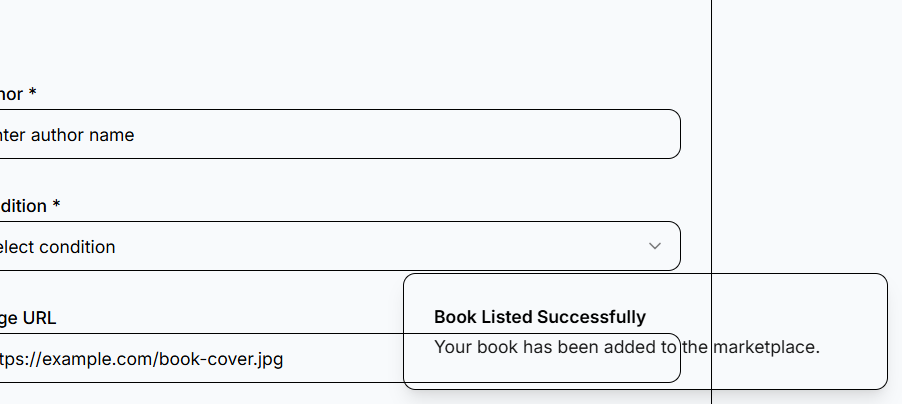 hor *
nter author name
dition *
elect condition
ge URL
tps://example.com/book-cover.jpg
Book Listed Successfully
Your book has been added to the marketplace.